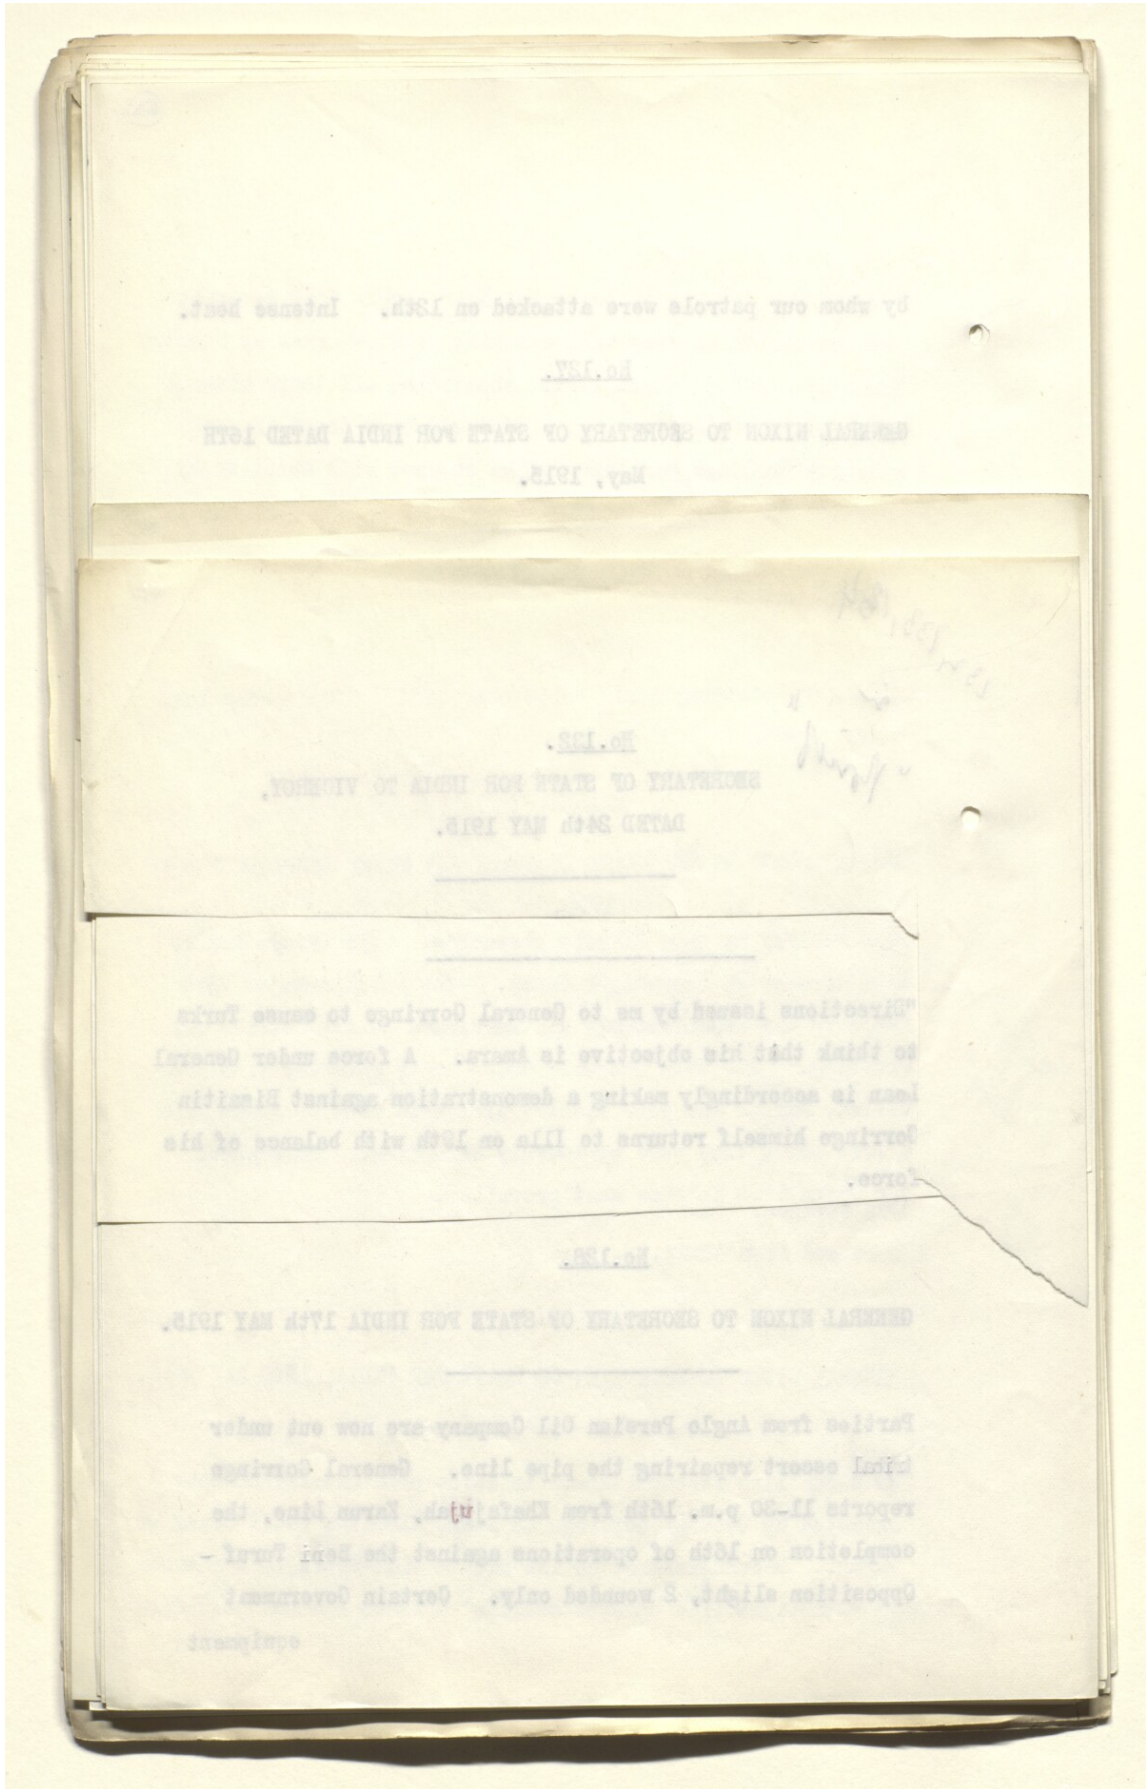 by whom our patrols were attacked on 13th. Intense heat.
No.127.
GENERAL NIXON TO SECRETARY OF STATE FOR INDIA DATED 16TH
May, 1915.
No.132.
SECRETARY OF STATE FOR INDIA TO VICEROY,
DATED 24th MAY 1915.
"Directions issued by me to General Gorringe to cause Turks
to think that his objective is Amara. A force under General
Lean is accordingly making a demonstration against Bismitin
Gorringe himself returns to Illa on 19th with balance of his
force.
No.128.
GENERAL NIXON TO SECRETARY OF STATE FOR INDIA 17th MAY 1915.
Parties from Anglo Persian Oil Company are now out under
tribal escort repairing the pipe line. General Gorringe
reports 11-30 p.m. 16th from Khafajiyah, Zarun Line, the
completion on 16th of operations against the Beni Turuf -
Opposition slight, 2 wounded only. Certain Government
equipment